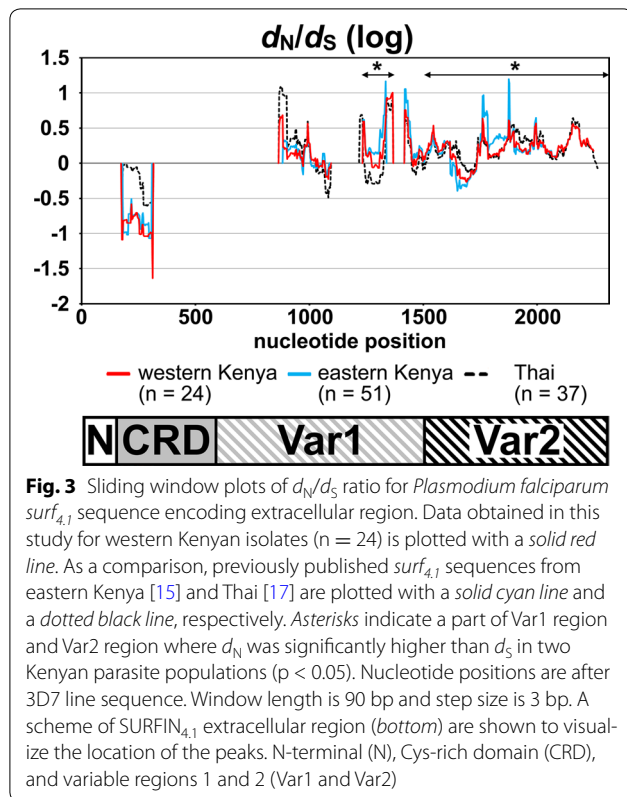 dN/dS (log)
* *
1.5
1
0.5
0
-0.5
-1
-1.5
-2
0 500 1000 1500 2000
nucleotide position
western Kenya eastern Kenya Thai
(n = 24) (n = 51) (n = 37)
N CRD Var1 Var2
Fig. 3 Sliding window plots of dN/dS ratio for Plasmodium falciparum
surf4.1 sequence encoding extracellular region. Data obtained in this
study for western Kenyan isolates (n = 24) is plotted with a solid red
line. As a comparison, previously published surf4.1 sequences from
eastern Kenya [15] and Thai [17] are plotted with a solid cyan line and
a dotted black line, respectively. Asterisks indicate a part of Var1 region
and Var2 region where dN was significantly higher than dS in two
Kenyan parasite populations (p < 0.05). Nucleotide positions are after
3D7 line sequence. Window length is 90 bp and step size is 3 bp. A
scheme of SURFIN4.1 extracellular region (bottom) are shown to visual-
ize the location of the peaks. N-terminal (N), Cys-rich domain (CRD),
and variable regions 1 and 2 (Var1 and Var2)